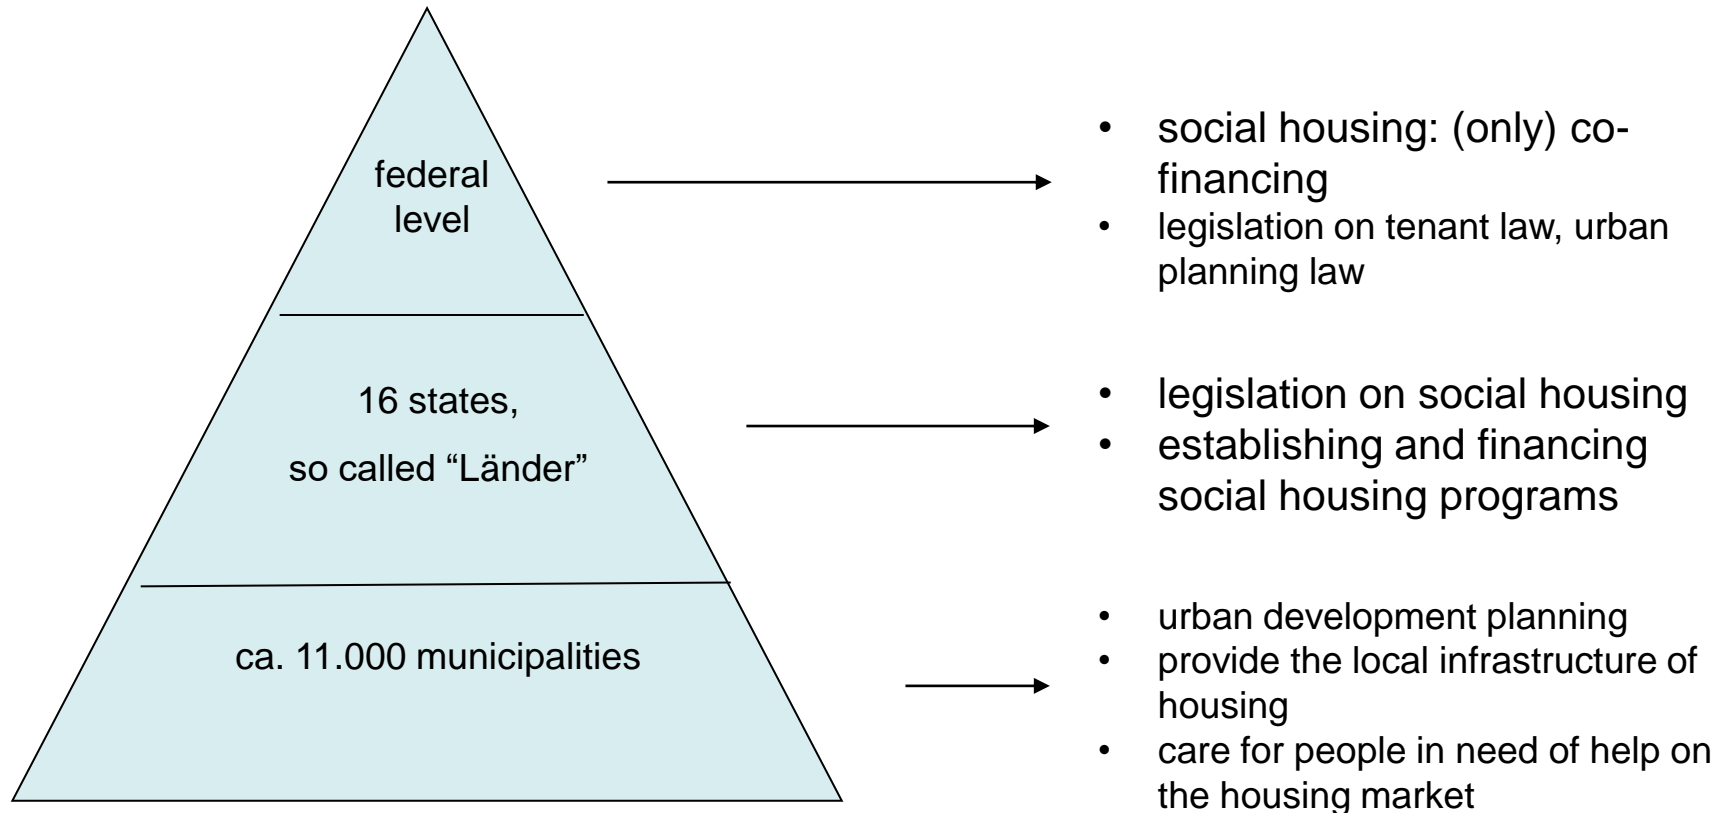 federal
level
• social housing: (only) co-
financing
• legislation on tenant law, urban
planning law
16 states,
so called “Länder”
• legislation on social housing
• establishing and financing
social housing programs
ca. 11.000 municipalities
• urban development planning
• provide the local infrastructure of
housing
• care for people in need of help on
the housing market